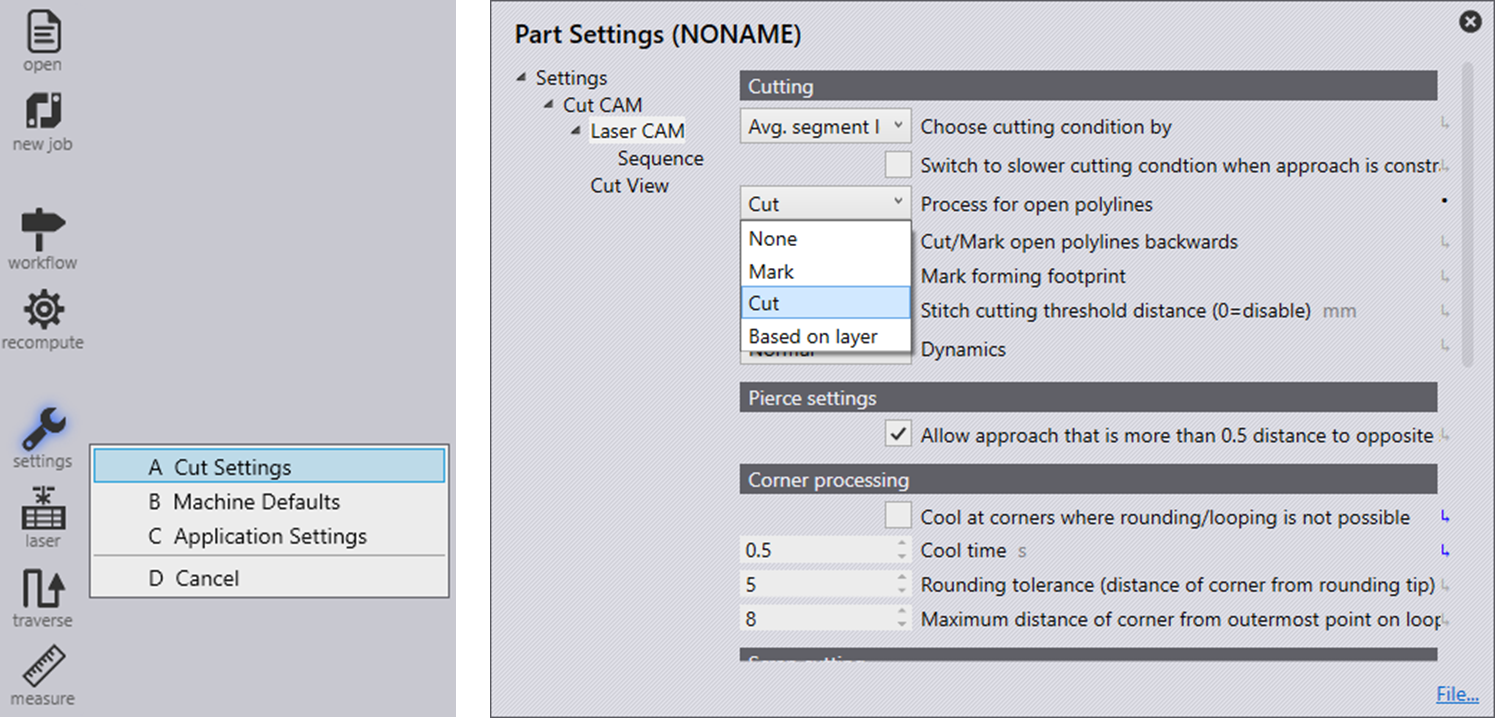 open
new job
workflow
recompute
settings
A Cut Settings
B Machine Defaults
C Application Settings
D Cancel
laser
traverse
measure
Part Settings (NONAME)
Settings
Cut CAM
Laser CAM
Sequence
Cut View
Cutting
Avg. segment l Choose cutting condition by
Switch to slower cutting condtion when approach is constr
Cut Process for open polylines
None
Mark
Cut
Based on layer
Cut/Mark open polylines backwards
Mark forming footprint
Stitch cutting threshold distance (0=disable) mm
Normal Dynamics
Pierce settings
Allow approach that is more than 0.5 distance to opposite
Corner processing
Cool at corners where rounding/looping is not possible
0.5 Cool time s
5 Rounding tolerance (distance of corner from rounding tip)
8 Maximum distance of corner from outermost point on loop
File...